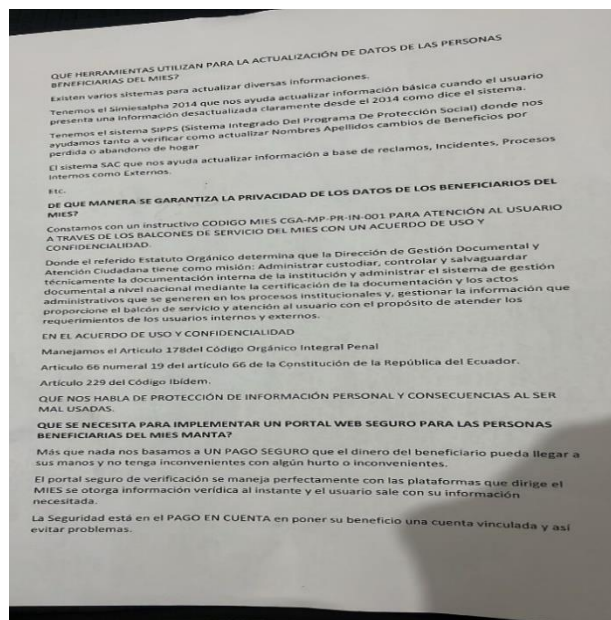 QUE HERRAMIENTAS UTILIZAN PARA LA ACTUALIZACIÓN DE DATOS DE LAS PERSONAS
BENEFICIARIAS DEL MIES?
Existen varios sistemas para actualizar diversas informaciones.
Tenemos el Simiesalpha 2014 que nos ayuda actualizar información básica cuando el usuario
presenta una información desactualizada claramente desde el 2014 como dice el sistema.
Tenemos el sistema SIPPS (Sistema Integrado Del Programa De Protección Social) donde nos
ayudamos tanto a verificar como actualizar Nombres Apellidos cambios de Beneficios por
perdida o abandono de hogar
El sistema SAC que nos ayuda actualizar información a base de reclamos, Incidentes, Procesos
Internos como Externos.
Etc.
DE QUE MANERA SE GARANTIZA LA PRIVACIDAD DE LOS DATOS DE LOS BENEFICIARIOS DEL
MIES?
Constamos con un instructivo CODIGO MIES CGA-MP-PR-IN-001 PARA ATENCIÓN AL USUARIO
A TRAVES DE LOS BALCONES DE SERVICIO DEL MIES CON UN ACUERDO DE USO Y
CONFIDENCIALIDAD.
Donde el referido Estatuto Orgánico determina que la Dirección de Gestión Documental y
Atención Ciudadana tiene como misión: Administrar custodiar, controlar y salvaguardar
técnicamente la documentación interna de la institución y administrar el sistema de gestión
documental a nivel nacional mediante la certificación de la documentación y los actos
administrativos que se generen en los procesos institucionales y, gestionar la información que
proporcione el balcón de servicio y atención al usuario con el propósito de atender los
requerimientos de los usuarios internos y externos.
EN EL ACUERDO DE USO Y CONFIDENCIALIDAD
Manejamos el Articulo 178del Código Orgánico Integral Penal
Articulo 66 numeral 19 del artículo 66 de la Constitución de la República del Ecuador.
Artículo 229 del Código Ibídem.
QUE NOS HABLA DE PROTECCIÓN DE INFORMACIÓN PERSONAL Y CONSECUENCIAS AL SER
MAL USADAS.
QUE SE NECESITA PARA IMPLEMENTAR UN PORTAL WEB SEGURO PARA LAS PERSONAS
BENEFICIARIAS DEL MIES MANTA?
Más que nada nos basamos a UN PAGO SEGURO que el dinero del beneficiario pueda llegar a
sus manos y no tenga inconvenientes con algún hurto o inconvenientes.
El portal seguro de verificación se maneja perfectamente con las plataformas que dirige el
MIES se otorga información verídica al instante y el usuario sale con su información
necesitada.
La Seguridad está en el PAGO EN CUENTA en poner su beneficio una cuenta vinculada y así
evitar problemas.